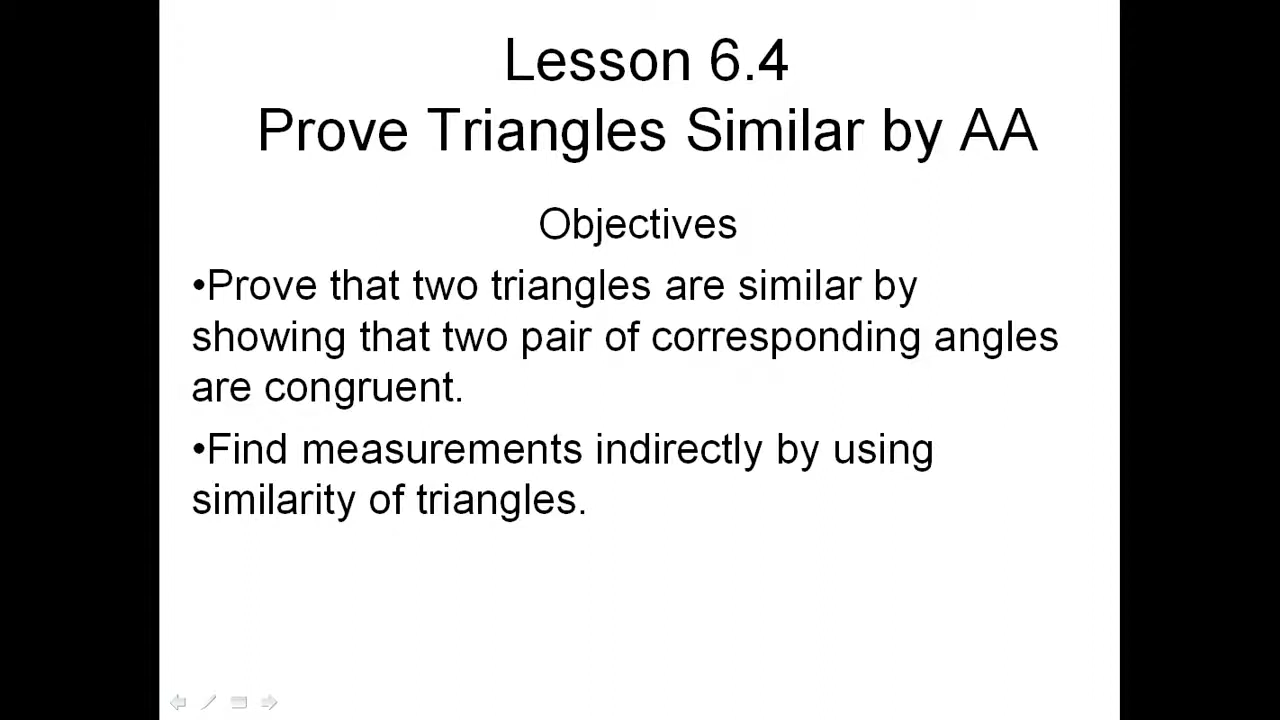 Lesson 6.4
Prove Triangles Similar by AA
Objectives
•Prove that two triangles are similar by
showing that two pair of corresponding angles
are congruent.
•Find measurements indirectly by using
similarity of triangles.